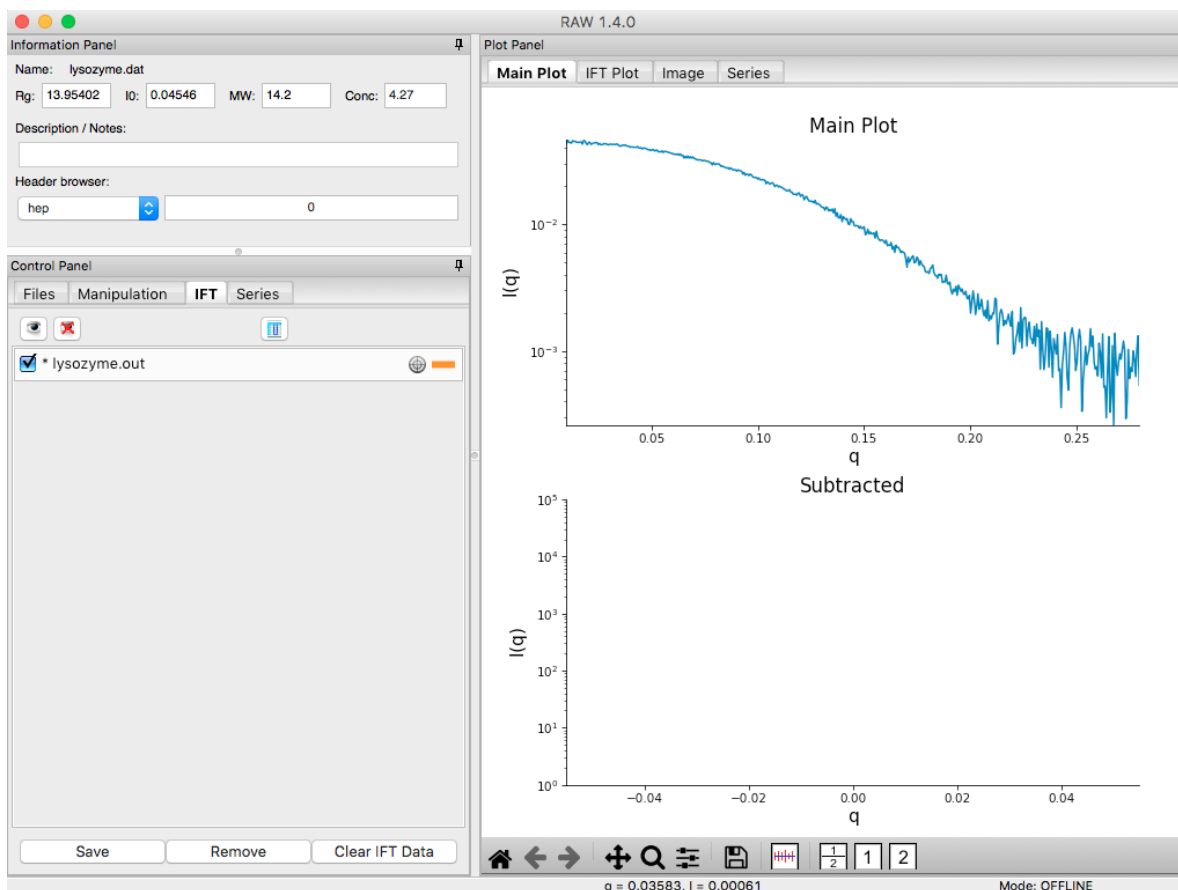 RAW 1.4.0
Information Panel
Name: lysozyme.dat
Rg: 13.95402 I0: 0.04546 MW: 14.2 Conc: 4.27
Description / Notes:
Header browser:
hep 0
Control Panel
Files Manipulation IFT Series
* lysozyme.out
Save Remove Clear IFT Data
Plot Panel
Main Plot IFT Plot Image Series
Main Plot
I(q)
10⁻²
10⁻³
0.05 0.10 0.15 0.20 0.25
q
Subtracted
I(q)
10⁵
10⁴
10³
10²
10¹
10⁰
−0.04 −0.02 0.00 0.02 0.04
q
1 2 1 2
q = 0.03583, I = 0.00061 Mode: OFFLINE